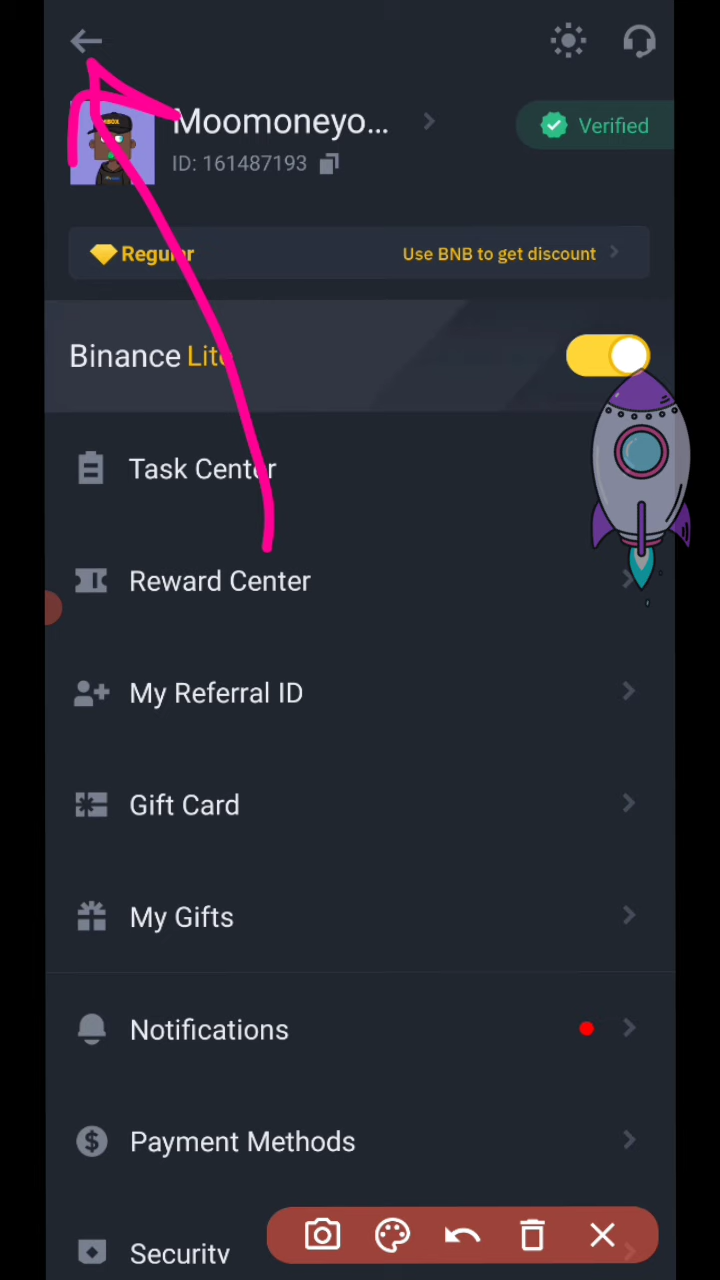 Moomoneyo...
Verified
ID: 161487193
Regular
Use BNB to get discount
Binance Lite
Task Center
Reward Center
My Referral ID
Gift Card
My Gifts
Notifications
Payment Methods
Security